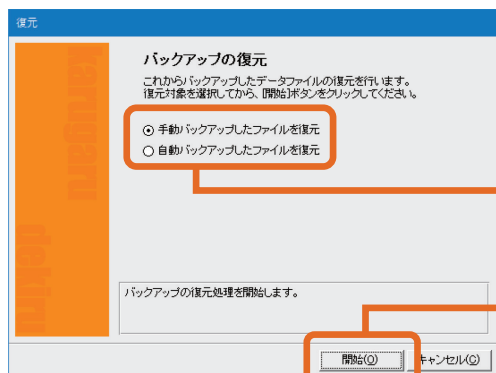 復元
バックアップの復元
これからバックアップしたデータファイルの復元を行います。
復元対象を選択してから、[開始]ボタンをクリックしてください。
手動バックアップしたファイルを復元
自動バックアップしたファイルを復元
karugaru
dekiru
バックアップの復元処理を開始します。
開始(O)
キャンセル(C)